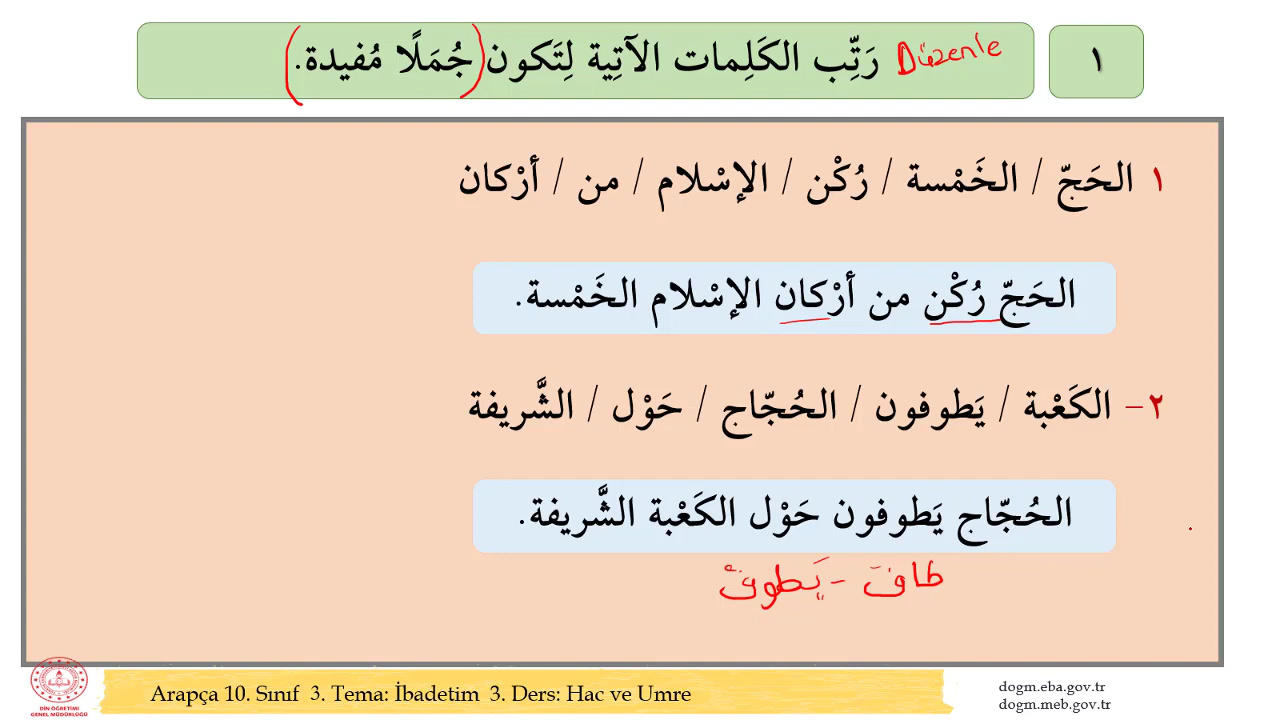 ١
رَتِّب الكَلِمات الآتِية لِتَكون جُمَلًا مُفيدة. Düzenle
١ الحَجّ / الخَمْسة / رُكْن / الإسْلام / من / أرْكان
الحَجّ رُكْن من أرْكان الإسْلام الخَمْسة.
٢- الكَعْبة / يَطوفون / الحُجّاج / حَوْل / الشَّريفة
الحُجّاج يَطوفون حَوْل الكَعْبة الشَّريفة.
طافَ - يَطوفُ
DİN ÖĞRETİMİ
GENEL MÜDÜRLÜĞÜ
Arapça 10. Sınıf 3. Tema: İbadetim 3. Ders: Hac ve Umre
dogm.eba.gov.tr
dogm.meb.gov.tr